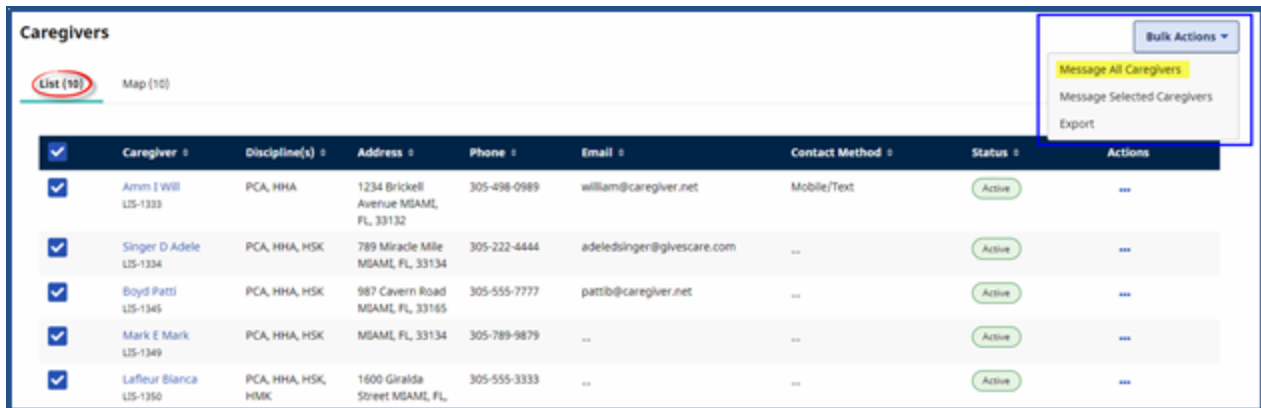 Caregivers
Bulk Actions
List (10) Map (10)
Message All Caregivers
Message Selected Caregivers
Export
Caregiver Discipline(s) Address Phone Email Contact Method Status Actions
Amm I Will PCA, HHA 1234 Brickell 305-498-0989 william@caregiver.net Mobile/Text Active ...
LIS-1333 Avenue MIAMI,
FL, 33132
Singer D Adele PCA, HHA, HSK 789 Miracle Mile 305-222-4444 adeledsinger@givescare.com -- Active ...
LIS-1334 MIAMI, FL, 33134
Boyd Patti PCA, HHA, HSK 987 Cavern Road 305-555-7777 pattib@caregiver.net -- Active ...
LIS-1345 MIAMI, FL, 33165
Mark E Mark PCA, HHA, HSK MIAMI, FL, 33134 305-789-9879 -- -- Active ...
LIS-1349
Lafleur Bianca PCA, HHA, HSK, 1600 Giralda 305-555-3333 -- -- Active ...
LIS-1350 HMK Street MIAMI, FL,